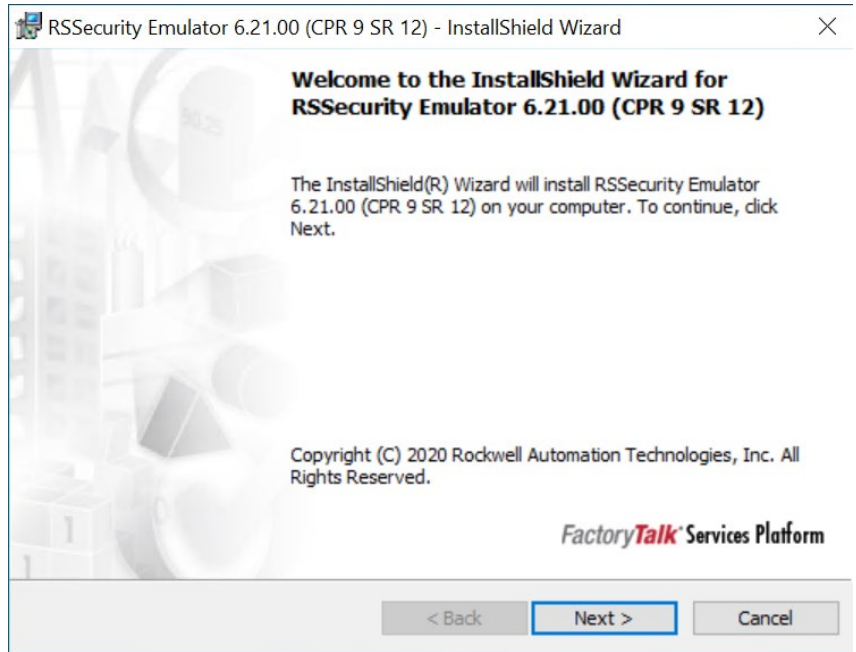 RSSecurity Emulator 6.21.00 (CPR 9 SR 12) - InstallShield Wizard
Welcome to the InstallShield Wizard for
RSSecurity Emulator 6.21.00 (CPR 9 SR 12)
The InstallShield(R) Wizard will install RSSecurity Emulator
6.21.00 (CPR 9 SR 12) on your computer. To continue, click
Next.
Copyright (C) 2020 Rockwell Automation Technologies, Inc. All
Rights Reserved.
FactoryTalk Services Platform
< Back Next > Cancel